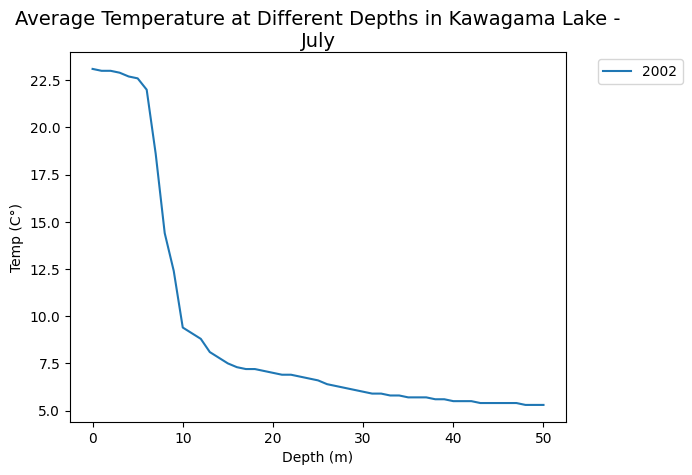 Average Temperature at Different Depths in Kawagama Lake -
July
2002
22.5
20.0
17.5
15.0
12.5
10.0
7.5
5.0
Temp (C°)
0 10 20 30 40 50
Depth (m)